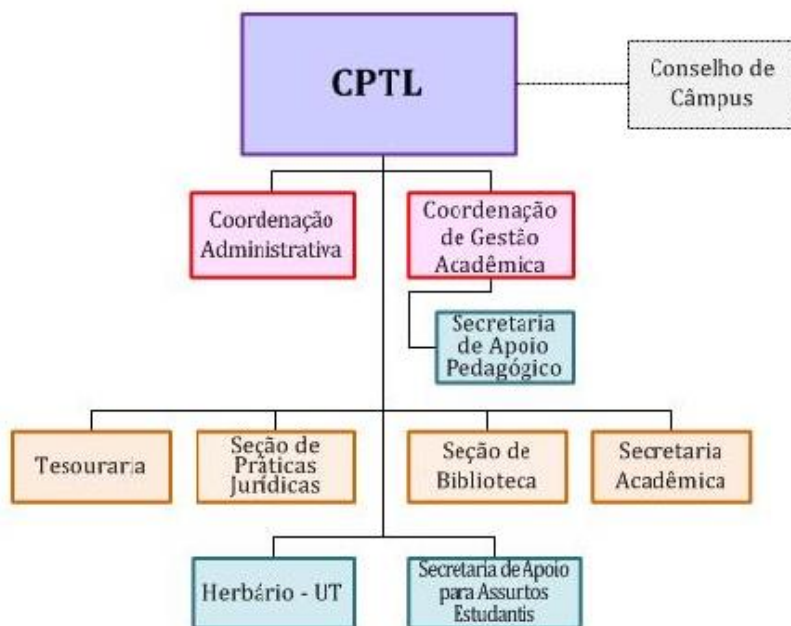 CPTL
Conselho de
Câmpus
Coordenação
Administrativa
Coordenação
de Gestão
Acadêmica
Secretaria
de Apoio
Pedagógico
Tesouraria
Seção de
Práticas
Jurídicas
Seção de
Biblioteca
Secretaria
Acadêmica
Herbário - UT
Secretaria de Apoio
para Assurtos
Estudantis